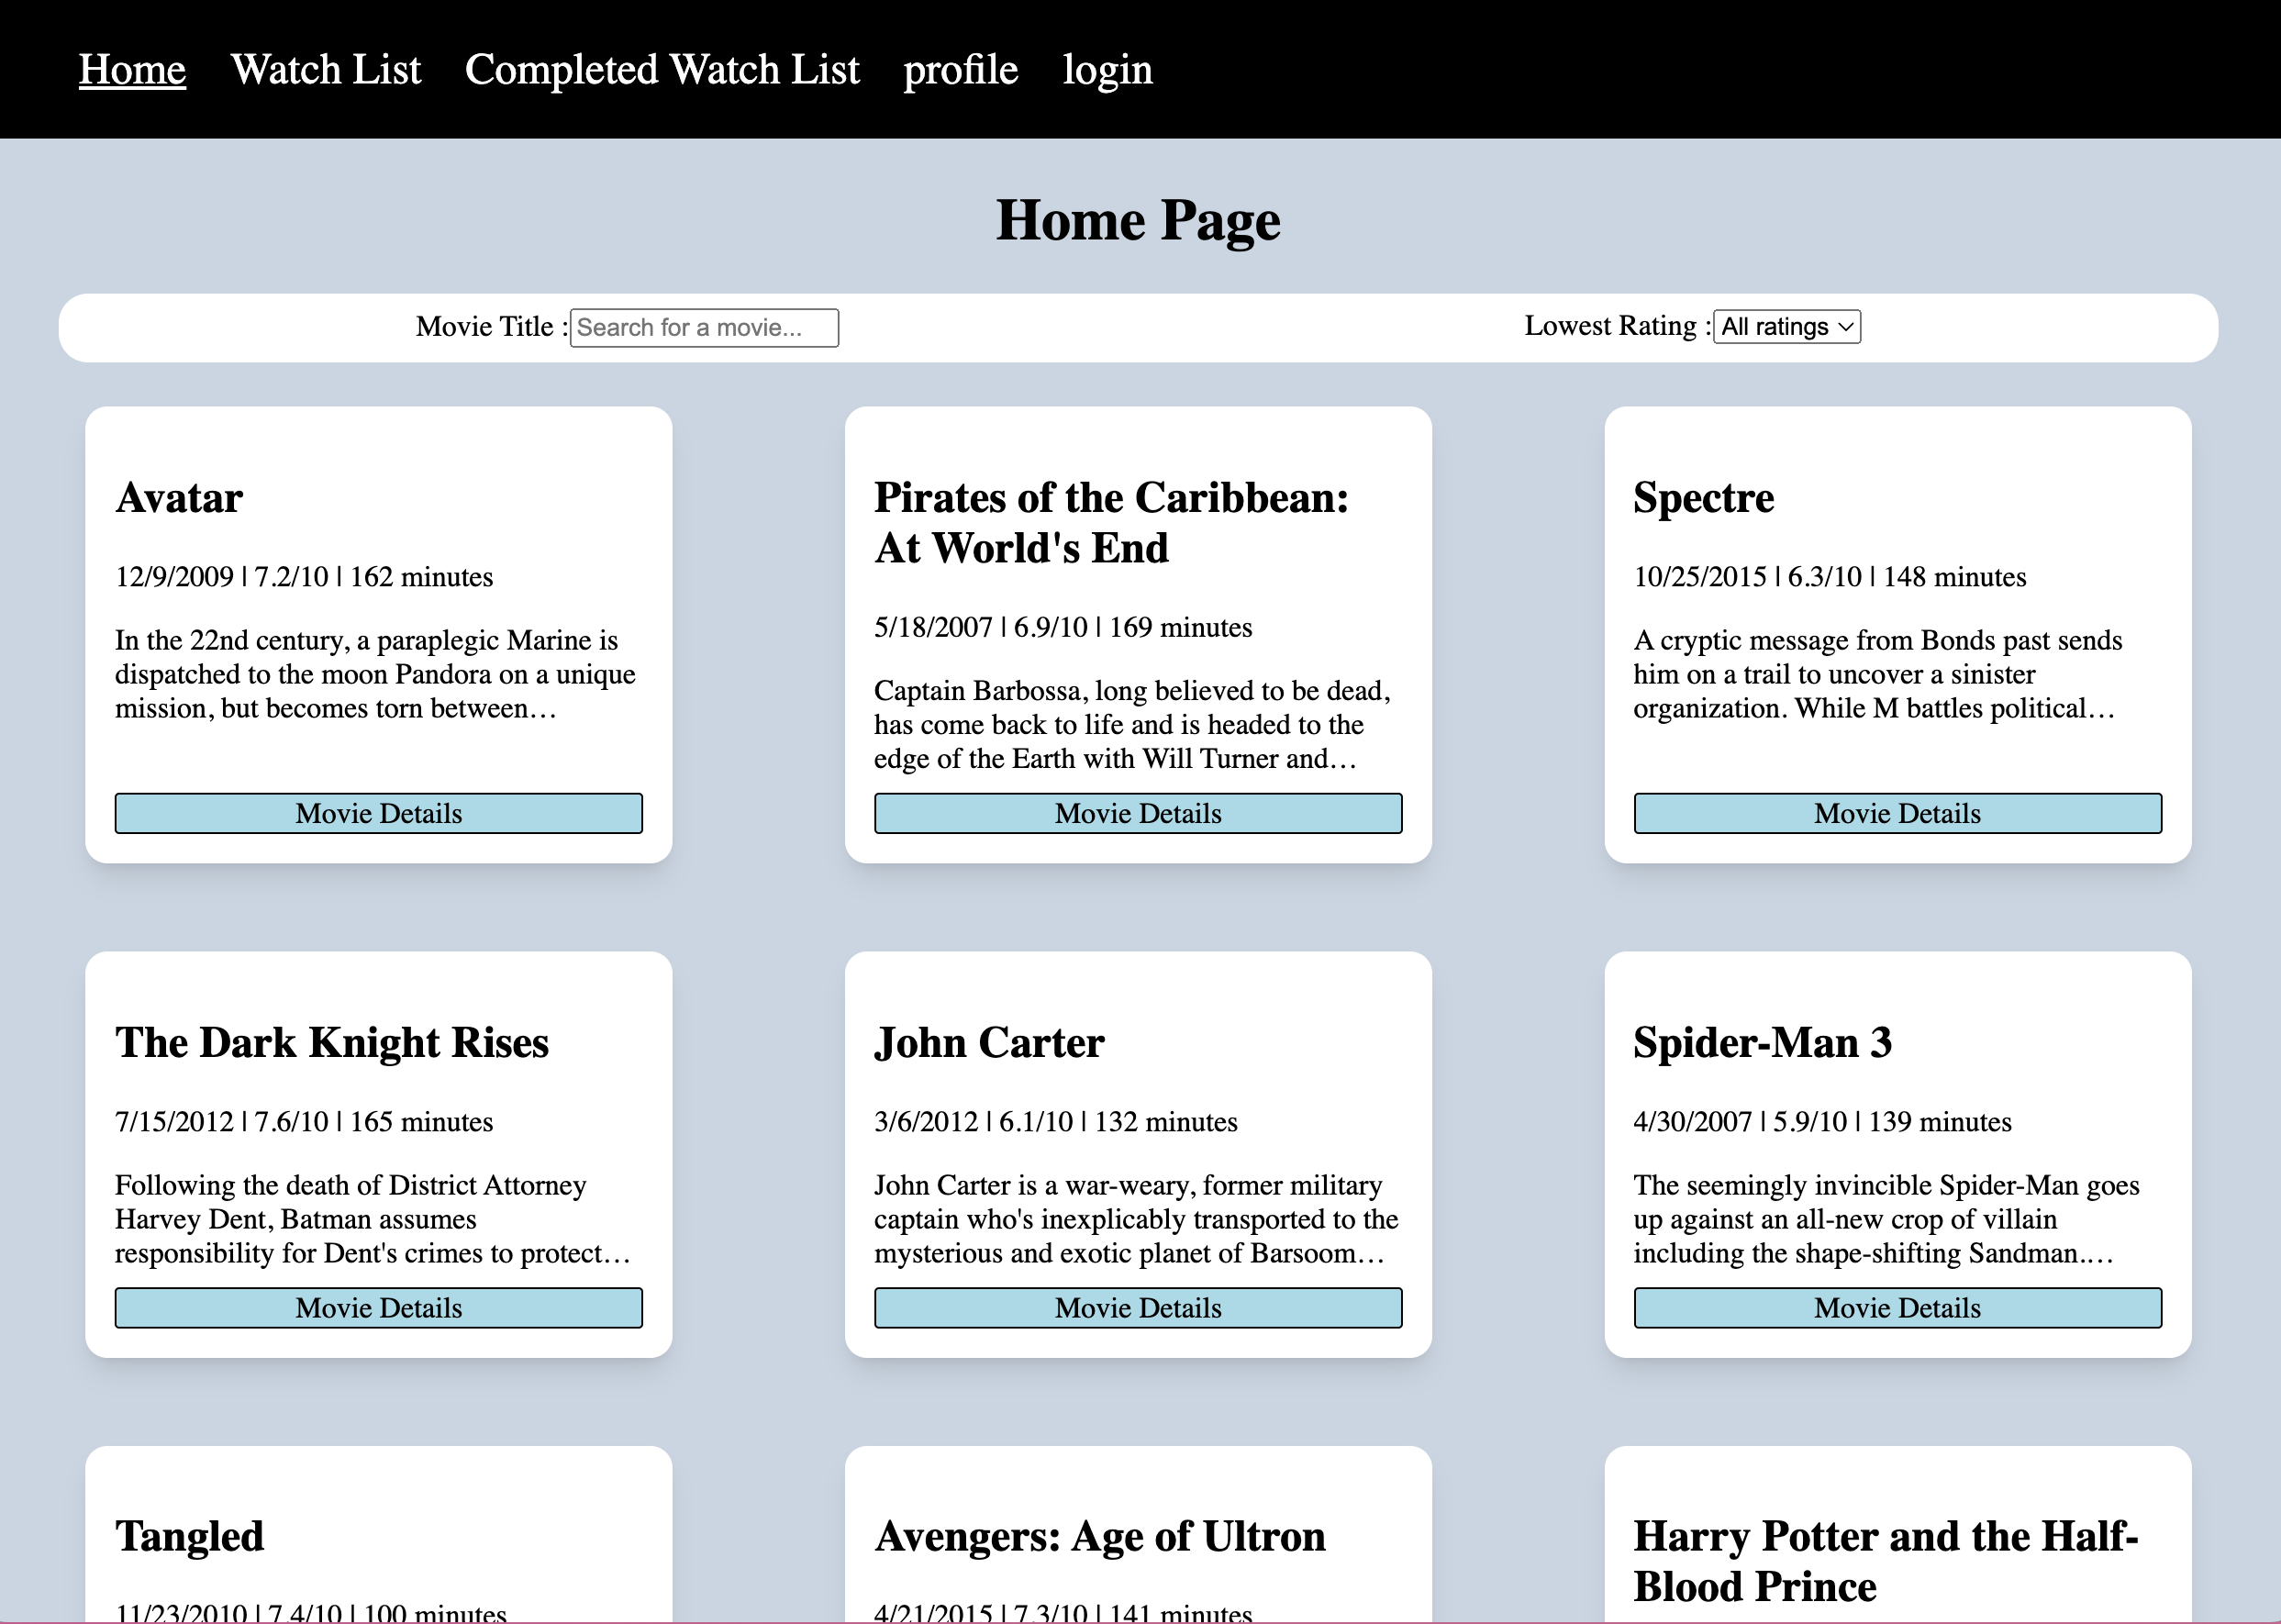 Home Watch List Completed Watch List profile login
Home Page
Movie Title : Search for a movie... Lowest Rating : All ratings
Avatar
12/9/2009 | 7.2/10 | 162 minutes
In the 22nd century, a paraplegic Marine is
dispatched to the moon Pandora on a unique
mission, but becomes torn between…
Movie Details
Pirates of the Caribbean:
At World's End
5/18/2007 | 6.9/10 | 169 minutes
Captain Barbossa, long believed to be dead,
has come back to life and is headed to the
edge of the Earth with Will Turner and…
Movie Details
Spectre
10/25/2015 | 6.3/10 | 148 minutes
A cryptic message from Bonds past sends
him on a trail to uncover a sinister
organization. While M battles political…
Movie Details
The Dark Knight Rises
7/15/2012 | 7.6/10 | 165 minutes
Following the death of District Attorney
Harvey Dent, Batman assumes
responsibility for Dent's crimes to protect…
Movie Details
John Carter
3/6/2012 | 6.1/10 | 132 minutes
John Carter is a war-weary, former military
captain who's inexplicably transported to the
mysterious and exotic planet of Barsoom…
Movie Details
Spider-Man 3
4/30/2007 | 5.9/10 | 139 minutes
The seemingly invincible Spider-Man goes
up against an all-new crop of villain
including the shape-shifting Sandman.…
Movie Details
Tangled
11/23/2010 | 7.4/10 | 100 minutes
Avengers: Age of Ultron
4/21/2015 | 7.3/10 | 141 minutes
Harry Potter and the Half-
Blood Prince